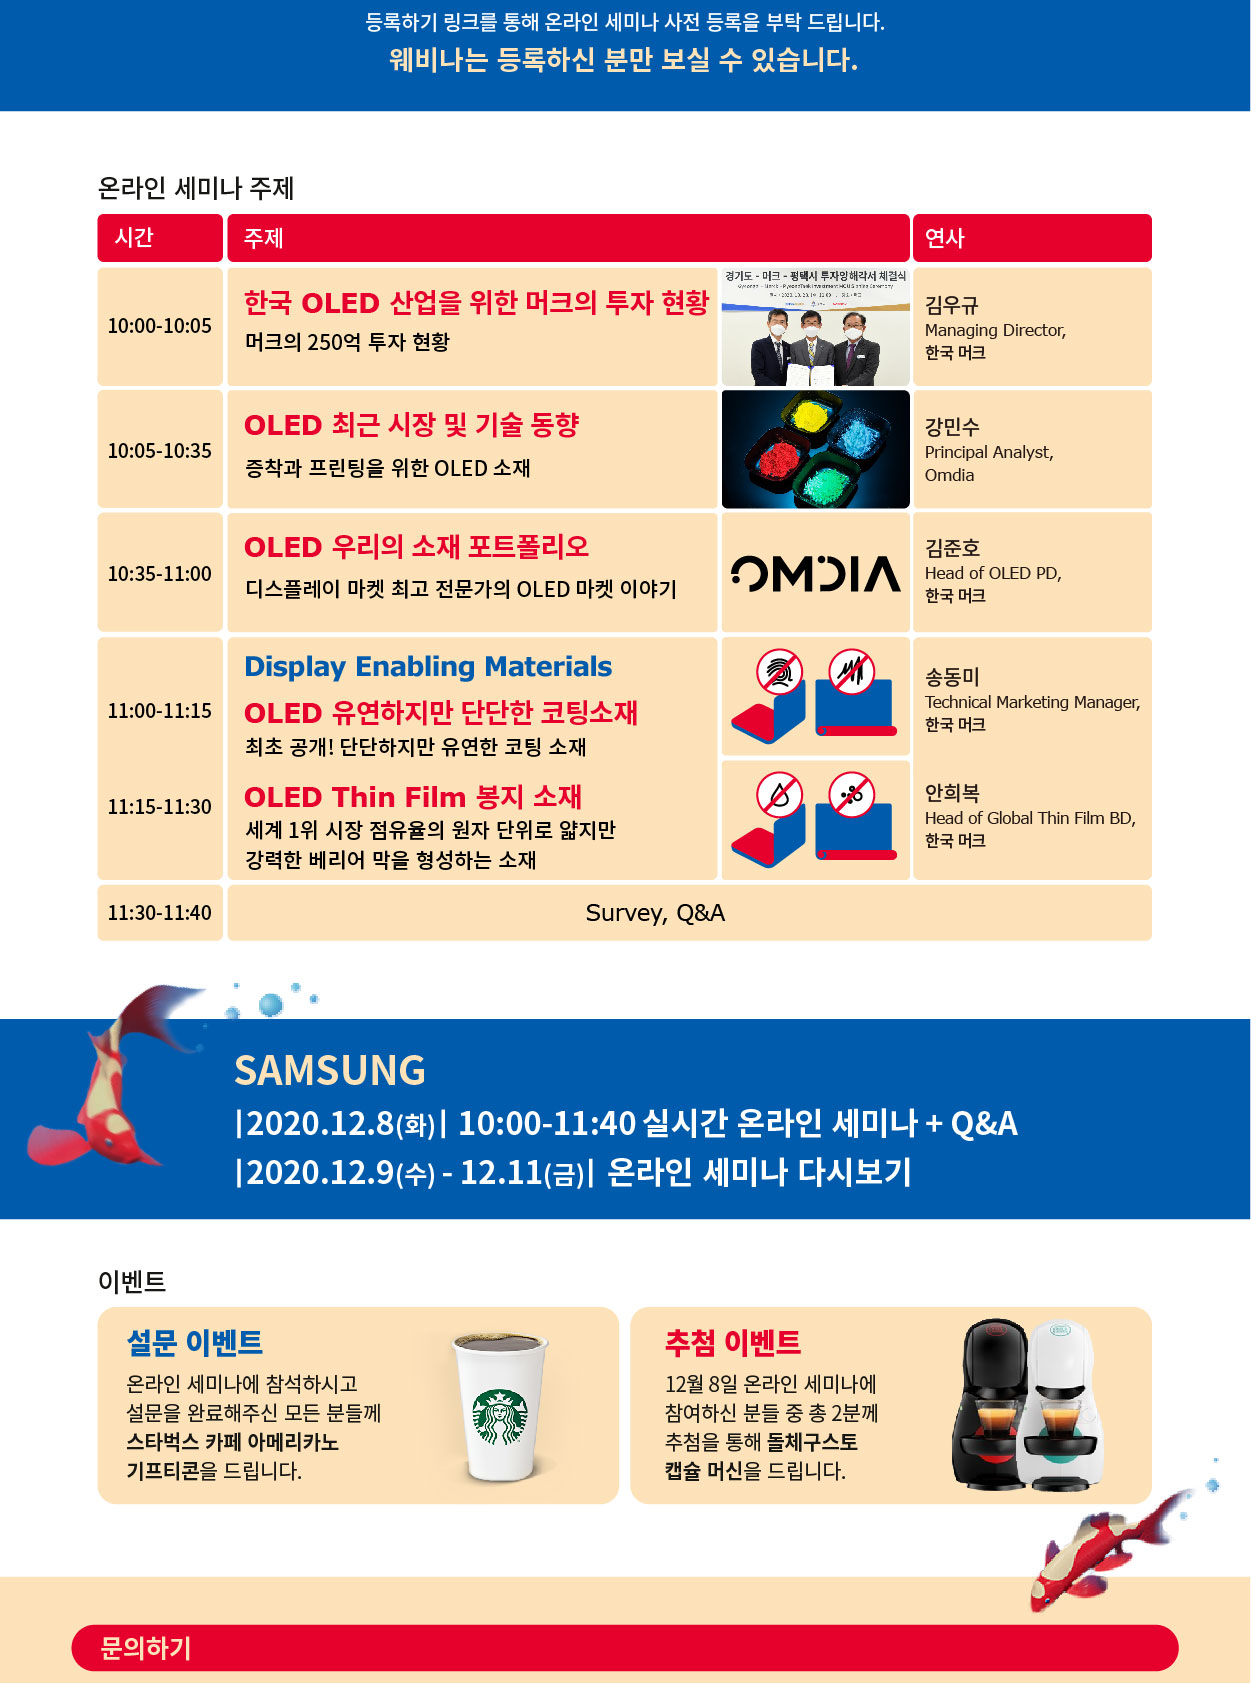 등록하기 링크를 통해 온라인 세미나 사전 등록을 부탁 드립니다.
웨비나는 등록하신 분만 보실 수 있습니다.
온라인 세미나 주제
시간 주제 연사
10:00-10:05
한국 OLED 산업을 위한 머크의 투자 현황
머크의 250억 투자 현황
경기도 - 머크 - 평택시 투자양해각서 체결식
김우규
Managing Director,
한국 머크
10:05-10:35
OLED 최근 시장 및 기술 동향
증착과 프린팅을 위한 OLED 소재
강민수
Principal Analyst,
Omdia
10:35-11:00
OLED 우리의 소재 포트폴리오
디스플레이 마켓 최고 전문가의 OLED 마켓 이야기
OMDIA
김준호
Head of OLED PD,
한국 머크
Display Enabling Materials
11:00-11:15
OLED 유연하지만 단단한 코팅소재
최초 공개! 단단하지만 유연한 코팅 소재
송동미
Technical Marketing Manager,
한국 머크
11:15-11:30
OLED Thin Film 봉지 소재
세계 1위 시장 점유율의 원자 단위로 얇지만
강력한 베리어 막을 형성하는 소재
안희복
Head of Global Thin Film BD,
한국 머크
11:30-11:40
Survey, Q&A
SAMSUNG
|2020.12.8(화)| 10:00-11:40 실시간 온라인 세미나 + Q&A
|2020.12.9(수) - 12.11(금)| 온라인 세미나 다시보기
이벤트
설문 이벤트
온라인 세미나에 참석하시고
설문을 완료해주신 모든 분들께
스타벅스 카페 아메리카노
기프티콘을 드립니다.
추첨 이벤트
12월 8일 온라인 세미나에
참여하신 분들 중 총 2분께
추첨을 통해 돌체구스토
캡슐 머신을 드립니다.
문의하기